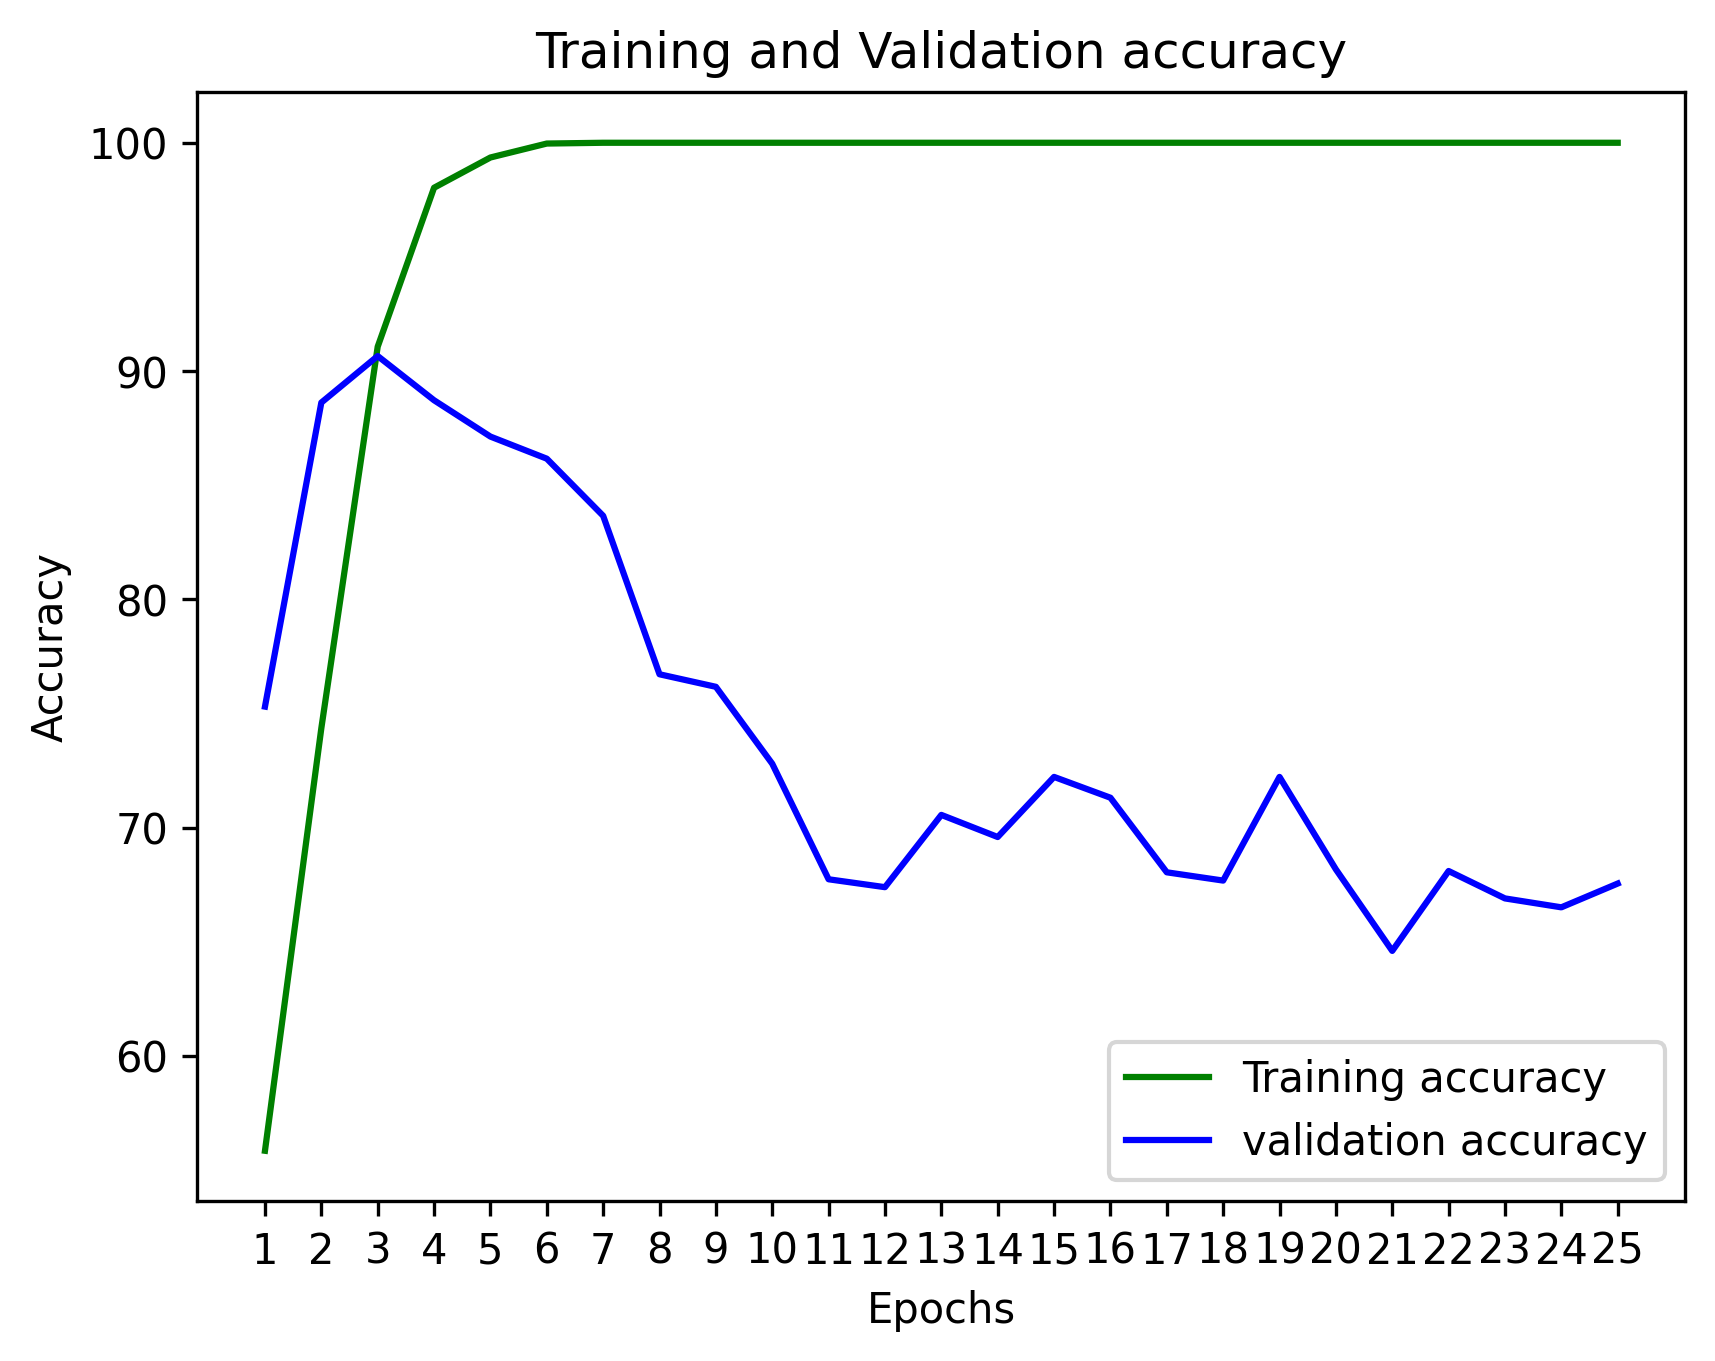 Training and Validation accuracy
100
90
80
70
60
Accuracy
Training accuracy
validation accuracy
1 2 3 4 5 6 7 8 9 10 11 12 13 14 15 16 17 18 19 20 21 22 23 24 25
Epochs